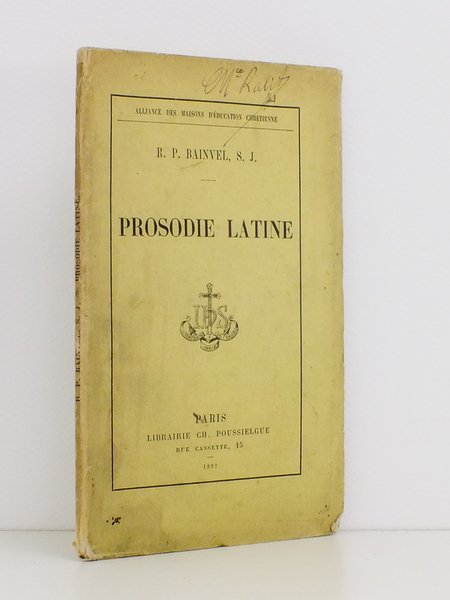 ALLIANCE DES MAISONS D'ÉDUCATION CHRÉTIENNE
R. P. BAINVEL, S. J.
PROSODIE LATINE
PARIS
LIBRAIRIE CH. POUSSIELGUE
RUE CASSETTE, 15
1892
R. P. BAINVEL S. J. PROSODIE LATINE